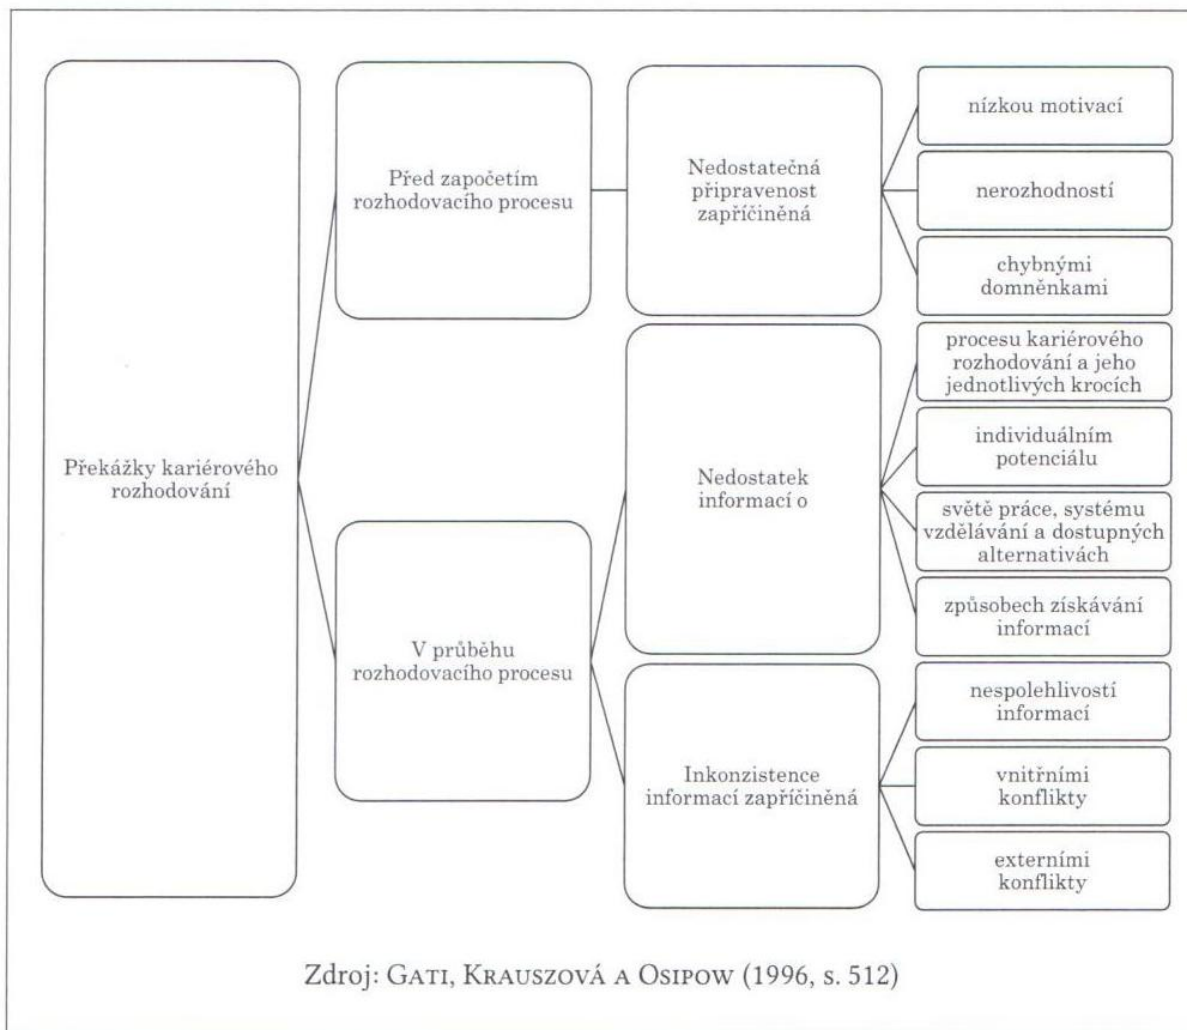 Překážky kariérového
rozhodování
Před započetím
rozhodovacího procesu
Nedostatečná
připravenost
zapříčiněná
nízkou motivací
nerozhodností
chybnými
domněnkami
V průběhu
rozhodovacího procesu
Nedostatek
informací o
procesu kariérového
rozhodování a jeho
jednotlivých krocích
individuálním
potenciálu
světě práce, systému
vzdělávání a dostupných
alternativách
způsobech získávání
informací
Inkonzistence
informací zapříčiněná
nespolehlivostí
informací
vnitřními
konflikty
externími
konflikty
Zdroj: GATI, KRAUSZOVÁ A OSIPOW (1996, s. 512)